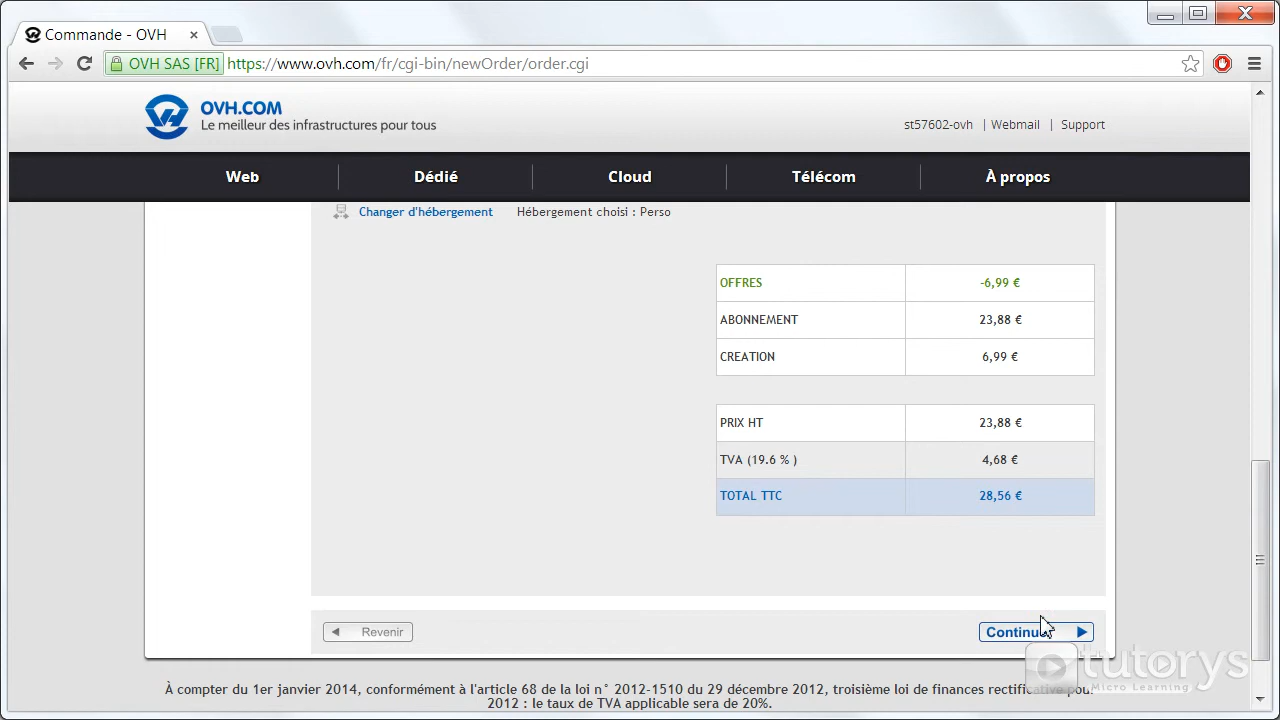 Commande - OVH
OVH SAS [FR] https://www.ovh.com/fr/cgi-bin/newOrder/order.cgi
OVH.COM
Le meilleur des infrastructures pour tous
st57602-ovh | Webmail | Support
Web Dédié Cloud Télécom À propos
Changer d'hébergement Hébergement choisi : Perso
OFFRES -6,99 €
ABONNEMENT 23,88 €
CREATION 6,99 €
PRIX HT 23,88 €
TVA (19.6 % ) 4,68 €
TOTAL TTC 28,56 €
Revenir
tutorys
Micro Learning
À compter du 1er janvier 2014, conformément à l'article 68 de la loi n° 2012-1510 du 29 décembre 2012, troisième loi de finances rectificative pour
2012 : le taux de TVA applicable sera de 20%.